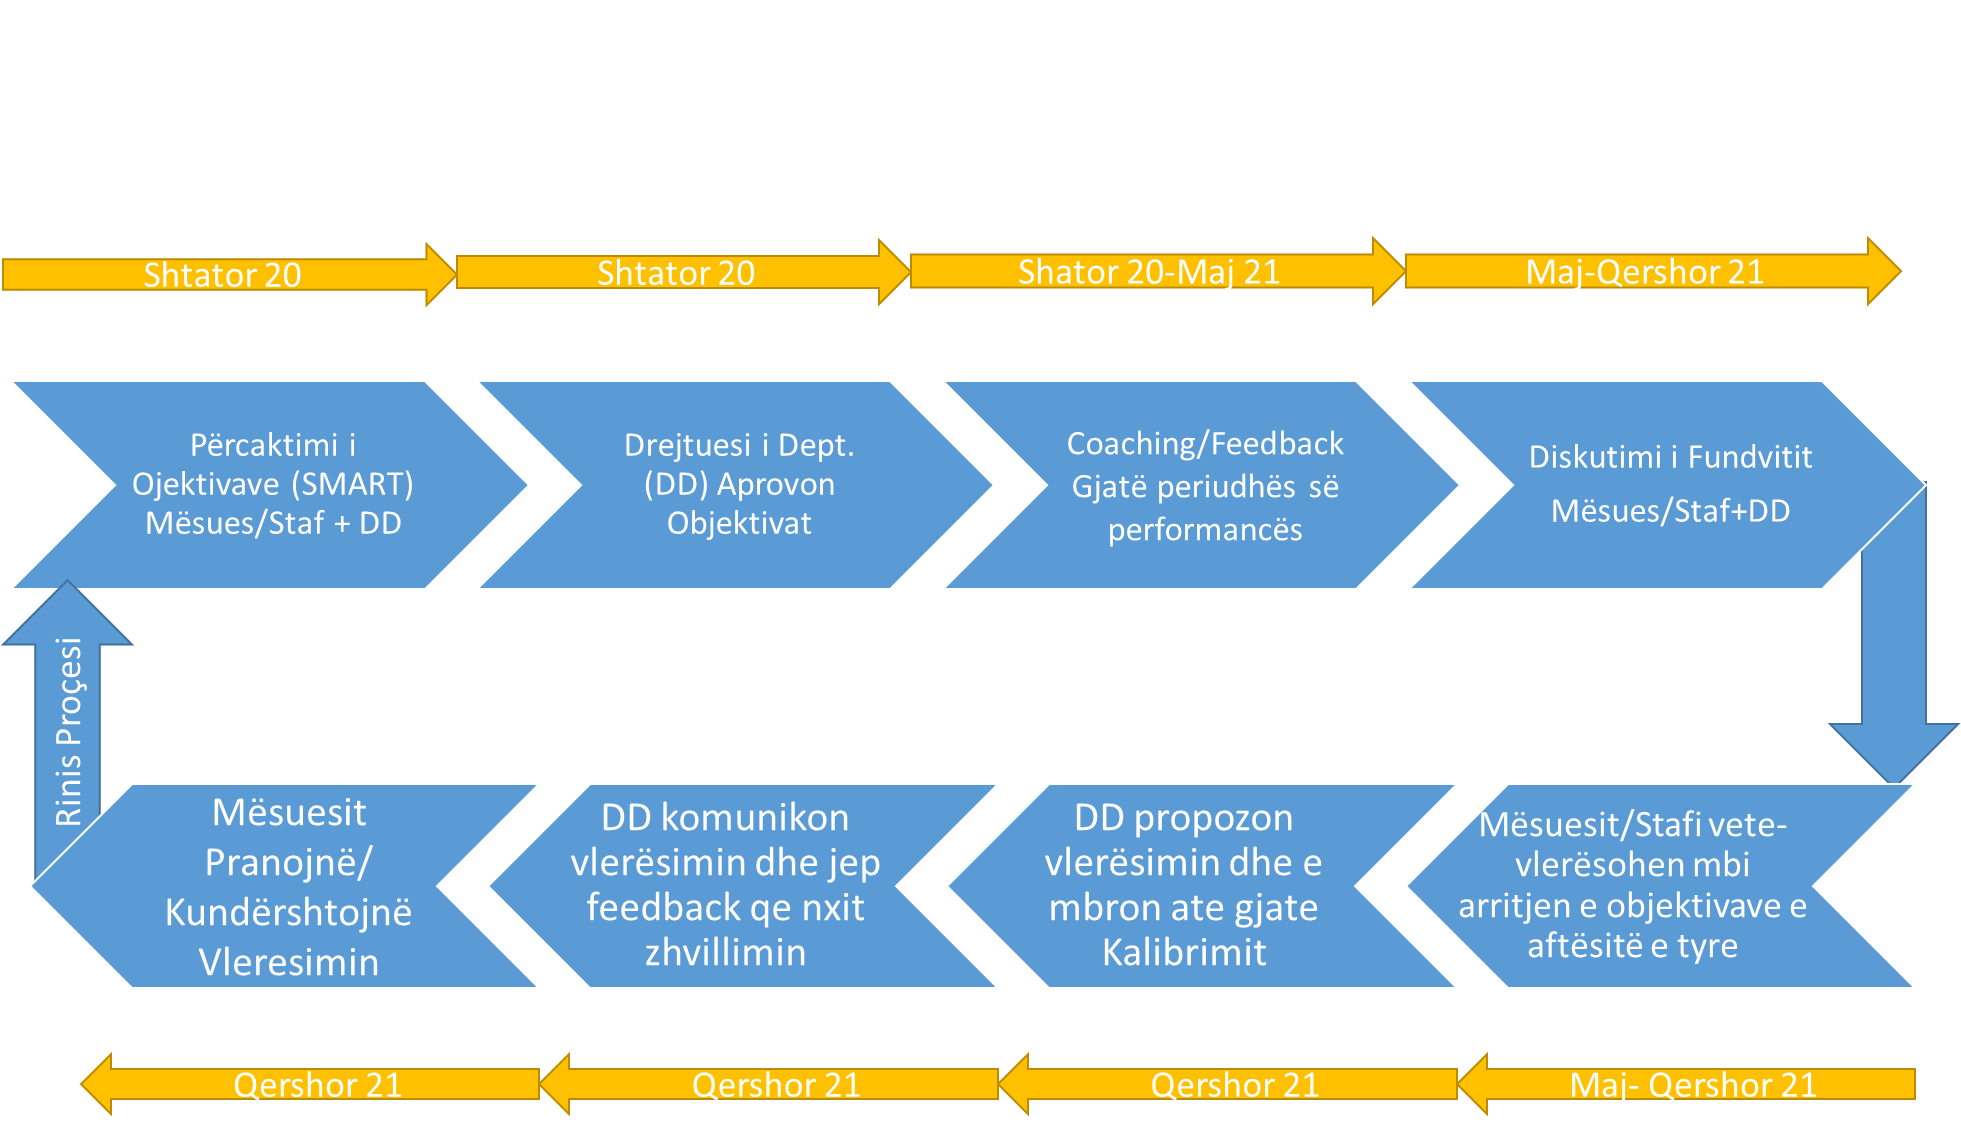 Shtator 20
Shtator 20
Shator 20-Maj 21
Maj-Qershor 21
Përcaktimi i
Ojektivave (SMART)
Mësues/Staf + DD
Drejtuesi i Dept.
(DD) Aprovon
Objektivat
Coaching/Feedback
Gjatë periudhës së
performancës
Diskutimi i Fundvitit
Mësues/Staf+DD
Rinis Proçesi
Mësuesit
Pranojnë/
Kundërshtojnë
Vleresimin
DD komunikon
vlerësimin dhe jep
feedback qe nxit
zhvillimin
DD propozon
vlerësimin dhe e
mbron ate gjate
Kalibrimit
Mësuesit/Stafi vete-
vlerësohen mbi
arritjen e objektivave e
aftësitë e tyre
Qershor 21
Qershor 21
Qershor 21
Maj- Qershor 21